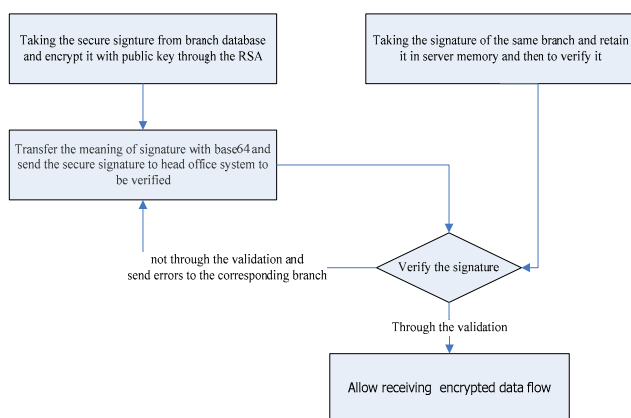 Taking the secure signture from branch database
and encrypt it with public key through the RSA
Taking the signature of the same branch and retain
it in server memory and then to verify it
Transfer the meaning of signature with base64 and
send the secure signature to head office system to
be verified
not through the validation and
send errors to the corresponding branch
Verify the signature
Through the validation
Allow receiving encrypted data flow